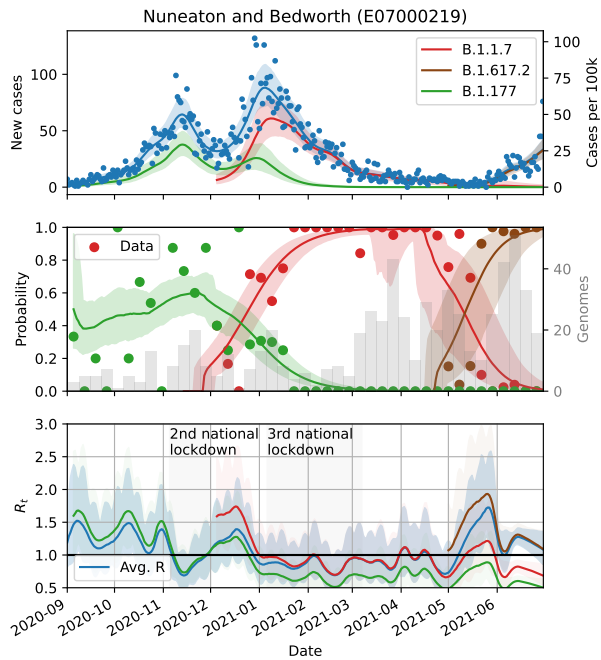 Nuneaton and Bedworth (E07000219)
New cases
100
50
0
B.1.1.7
B.1.617.2
B.1.177
100
75
50
25
0
Cases per 100k
Probability
1.0
0.8
0.6
0.4
0.2
0.0
Data
40
20
0
Genomes
Rt
3.0
2.5
2.0
1.5
1.0
0.5
2nd national
lockdown
3rd national
lockdown
Avg. R
2020-09
2020-10
2020-11
2020-12
2021-01
2021-02
2021-03
2021-04
2021-05
2021-06
Date